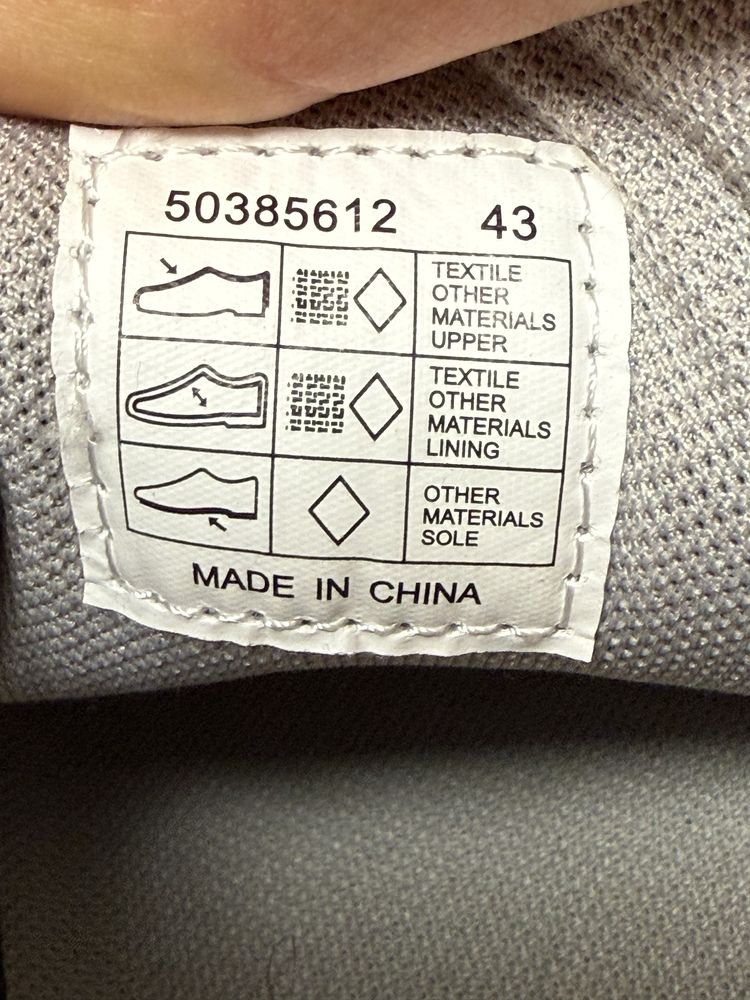 50385612 43
TEXTILE
OTHER
MATERIALS
UPPER
TEXTILE
OTHER
MATERIALS
LINING
OTHER
MATERIALS
SOLE
MADE IN CHINA